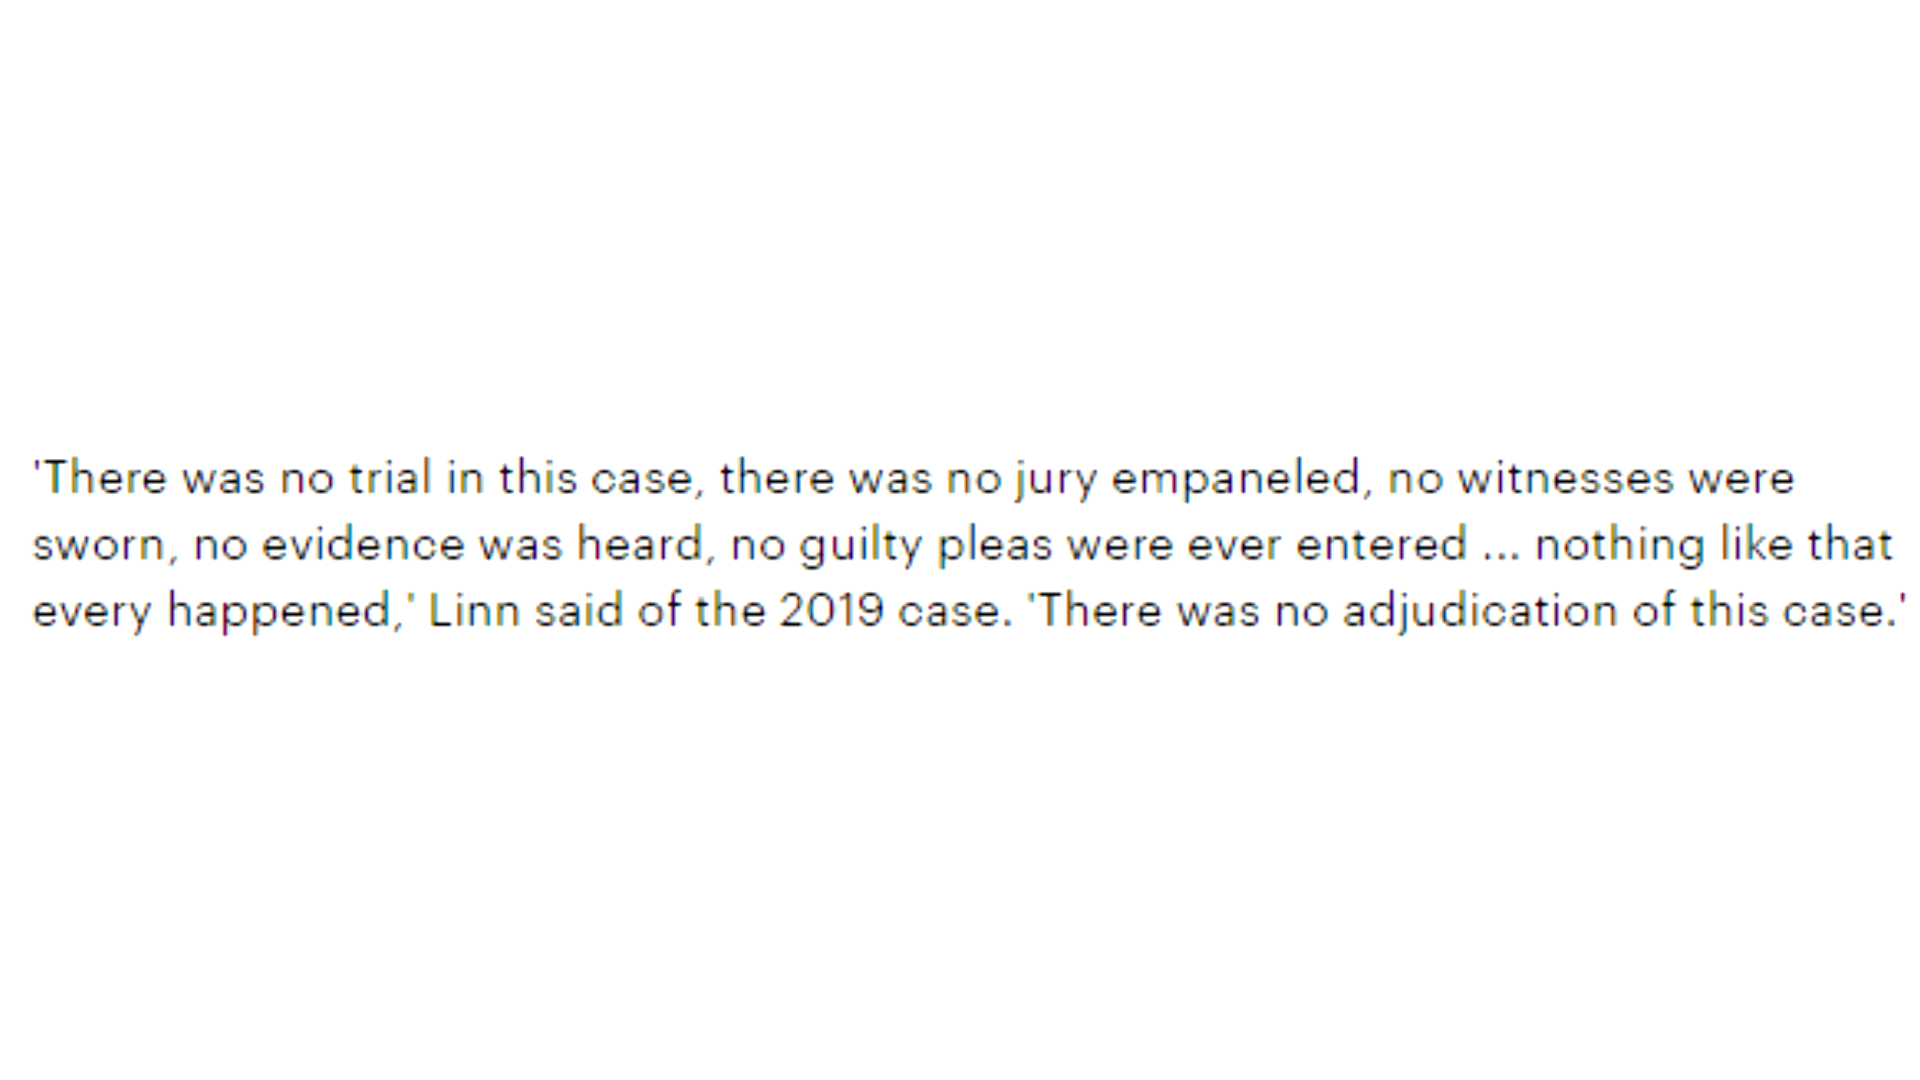 'There was no trial in this case, there was no jury empaneled, no witnesses were
sworn, no evidence was heard, no guilty pleas were ever entered ... nothing like that
every happened,' Linn said of the 2019 case. 'There was no adjudication of this case.'